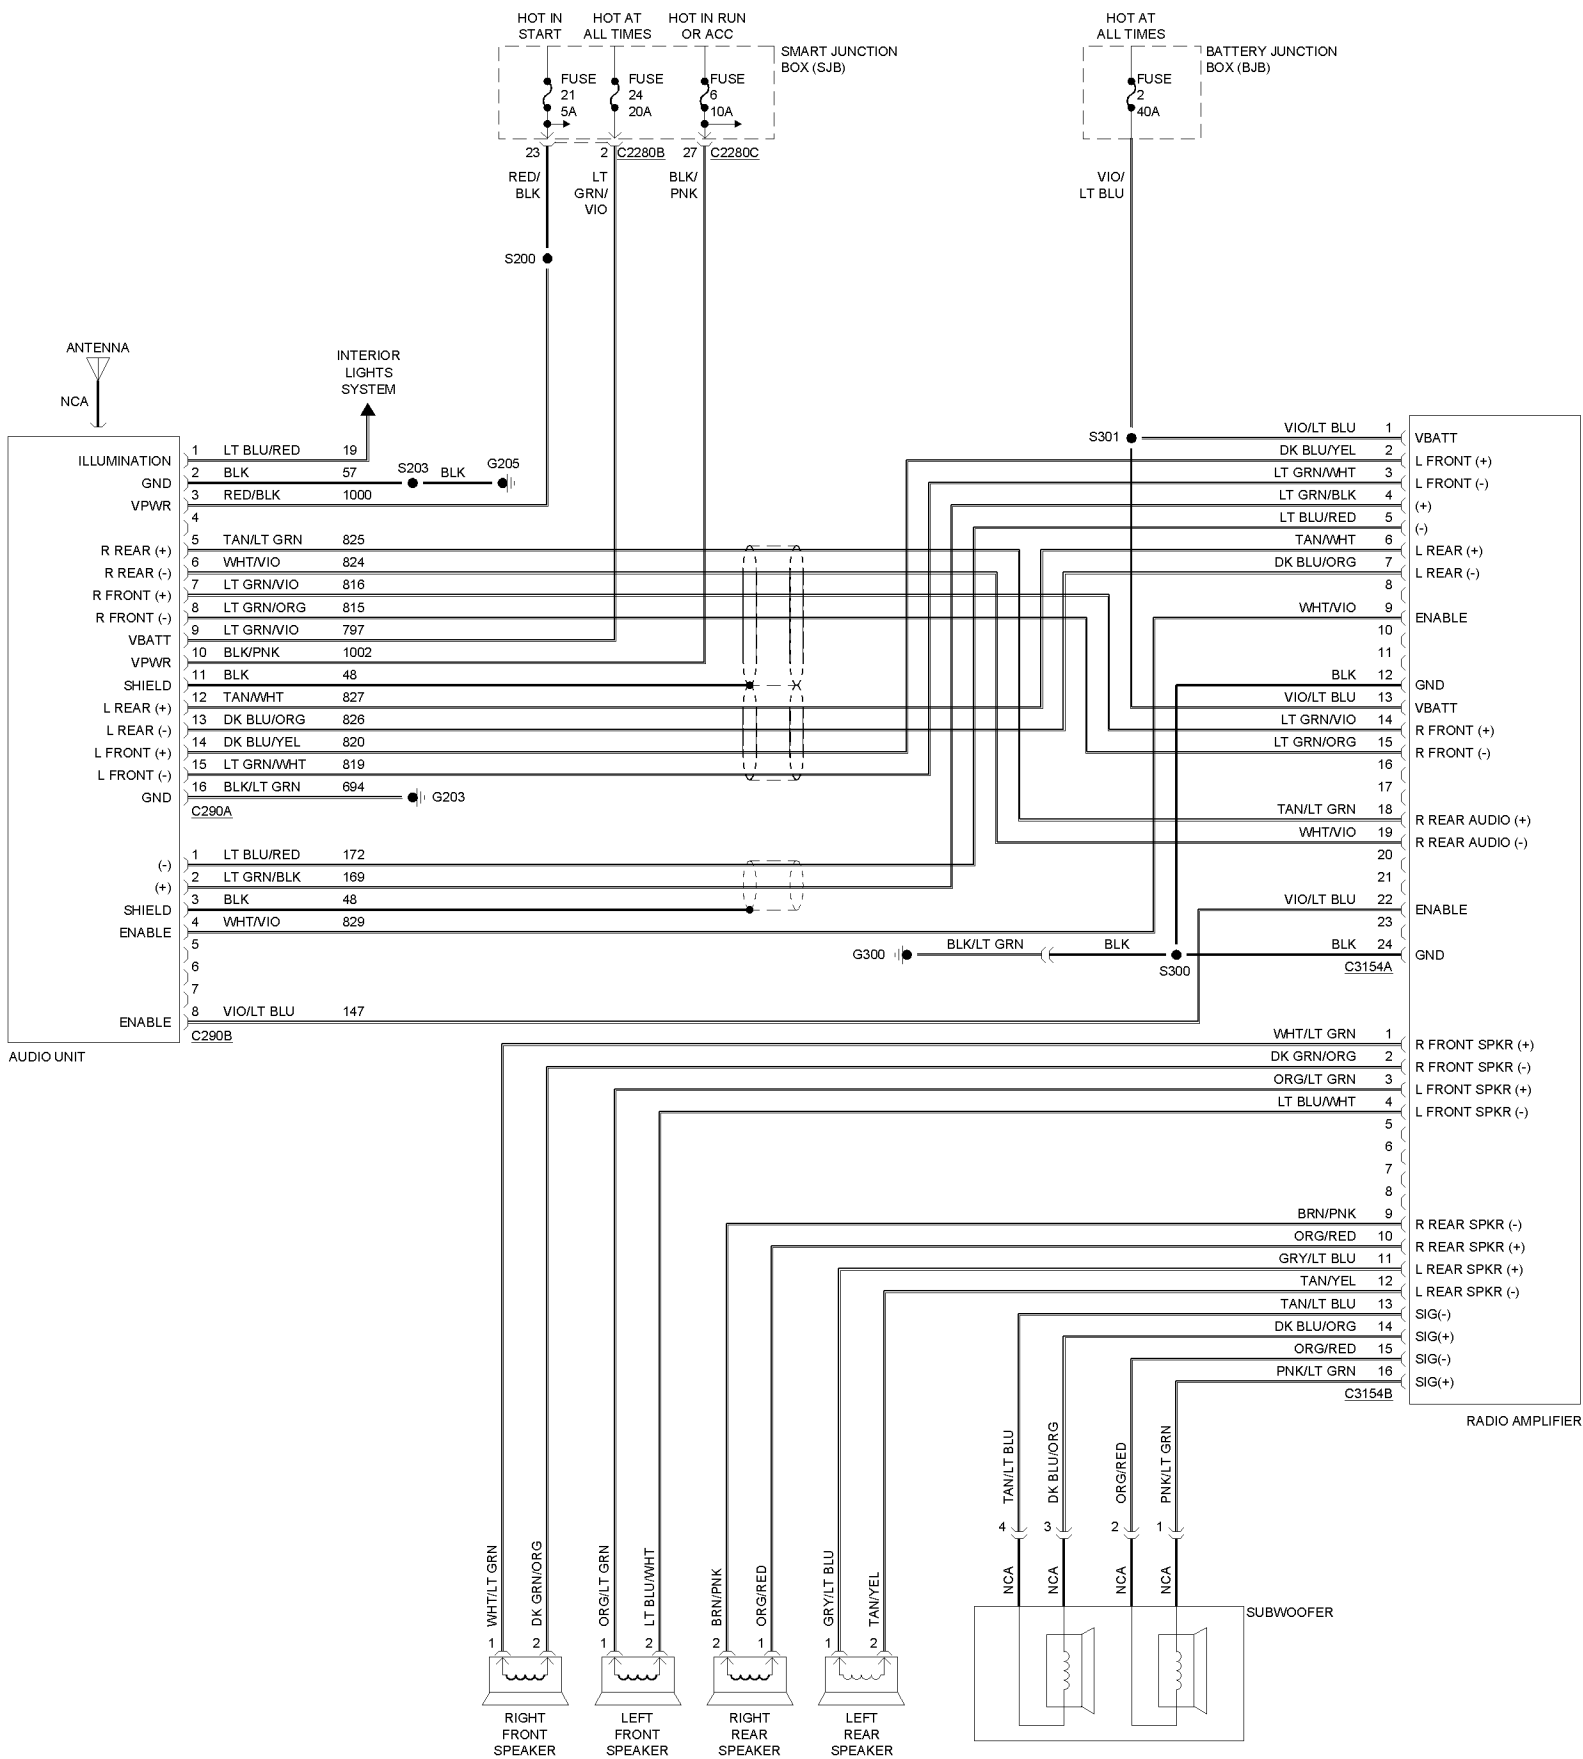 HOT IN
START
HOT AT
ALL TIMES
HOT IN RUN
OR ACC
HOT AT
ALL TIMES
SMART JUNCTION
BOX (SJB)
BATTERY JUNCTION
BOX (BJB)
FUSE
21
5A
FUSE
24
20A
FUSE
6
10A
FUSE
2
40A
23
2
C2280B
27
C2280C
RED/
BLK
LT
GRN/
VIO
BLK/
PNK
VIO/
LT BLU
S200
ANTENNA
NCA
INTERIOR
LIGHTS
SYSTEM
ILLUMINATION 1 LT BLU/RED 19
GND 2 BLK 57 S203 BLK G205
VPWR 3 RED/BLK 1000
4
R REAR (+) 5 TAN/LT GRN 825
R REAR (-) 6 WHT/VIO 824
R FRONT (+) 7 LT GRN/VIO 816
R FRONT (-) 8 LT GRN/ORG 815
VBATT 9 LT GRN/VIO 797
VPWR 10 BLK/PNK 1002
SHIELD 11 BLK 48
L REAR (+) 12 TAN/WHT 827
L REAR (-) 13 DK BLU/ORG 826
L FRONT (+) 14 DK BLU/YEL 820
L FRONT (-) 15 LT GRN/WHT 819
GND 16 BLK/LT GRN 694 G203
C290A
(-) 1 LT BLU/RED 172
(+) 2 LT GRN/BLK 169
SHIELD 3 BLK 48
ENABLE 4 WHT/VIO 829
5
6
7
ENABLE 8 VIO/LT BLU 147
C290B
AUDIO UNIT
S301
VIO/LT BLU 1 VBATT
DK BLU/YEL 2 L FRONT (+)
LT GRN/WHT 3 L FRONT (-)
LT GRN/BLK 4 (+)
LT BLU/RED 5 (-)
TAN/WHT 6 L REAR (+)
DK BLU/ORG 7 L REAR (-)
8
WHT/VIO 9 ENABLE
10
11
BLK 12 GND
VIO/LT BLU 13 VBATT
LT GRN/VIO 14 R FRONT (+)
LT GRN/ORG 15 R FRONT (-)
16
17
TAN/LT GRN 18 R REAR AUDIO (+)
WHT/VIO 19 R REAR AUDIO (-)
20
21
VIO/LT BLU 22 ENABLE
23
G300 BLK/LT GRN BLK S300 BLK 24 GND
C3154A
WHT/LT GRN 1 R FRONT SPKR (+)
DK GRN/ORG 2 R FRONT SPKR (-)
ORG/LT GRN 3 L FRONT SPKR (+)
LT BLU/WHT 4 L FRONT SPKR (-)
5
6
7
8
BRN/PNK 9 R REAR SPKR (-)
ORG/RED 10 R REAR SPKR (+)
GRY/LT BLU 11 L REAR SPKR (+)
TAN/YEL 12 L REAR SPKR (-)
TAN/LT BLU 13 SIG(-)
DK BLU/ORG 14 SIG(+)
ORG/RED 15 SIG(-)
PNK/LT GRN 16 SIG(+)
C3154B
RADIO AMPLIFIER
TAN/LT BLU
DK BLU/ORG
ORG/RED
PNK/LT GRN
4
3
2
1
NCA
NCA
NCA
NCA
SUBWOOFER
WHT/LT GRN
DK GRN/ORG
ORG/LT GRN
LT BLU/WHT
BRN/PNK
ORG/RED
GRY/LT BLU
TAN/YEL
1
2
1
2
2
1
1
2
RIGHT
FRONT
SPEAKER
LEFT
FRONT
SPEAKER
RIGHT
REAR
SPEAKER
LEFT
REAR
SPEAKER